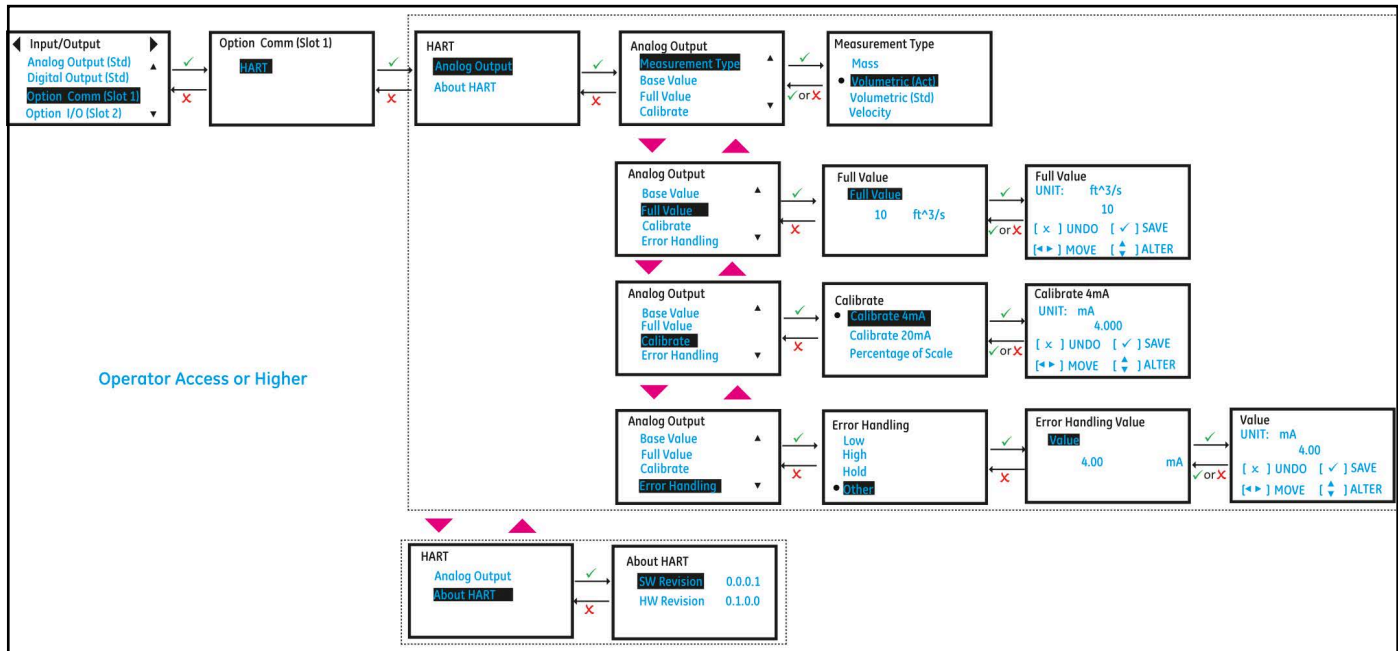 Input/Output
Analog Output (Std)
Digital Output (Std)
Option Comm (Slot 1)
Option I/O (Slot 2)
Option Comm (Slot 1)
HART
HART
Analog Output
About HART
Analog Output
Measurement Type
Base Value
Full Value
Calibrate
✓or X
Measurement Type
Mass
Volumetric (Act)
Volumetric (Std)
Velocity
Analog Output
Base Value
Full Value
Calibrate
Error Handling
Full Value
Full Value
10 ft^3/s
✓or X
Full Value
UNIT: ft^3/s
10
[ x ] UNDO [ ✓ ] SAVE
[◄►] MOVE [▲▼] ALTER
Analog Output
Base Value
Full Value
Calibrate
Error Handling
Calibrate
Calibrate 4mA
Calibrate 20mA
Percentage of Scale
✓or X
Calibrate 4mA
UNIT: mA
4.000
[ x ] UNDO [ ✓ ] SAVE
[◄►] MOVE [▲▼] ALTER
Operator Access or Higher
Analog Output
Base Value
Full Value
Calibrate
Error Handling
Error Handling
Low
High
Hold
Other
Error Handling Value
Value
4.00 mA
✓or X
Value
UNIT: mA
4.00
[ x ] UNDO [ ✓ ] SAVE
[◄►] MOVE [▲▼] ALTER
HART
Analog Output
About HART
About HART
SW Revision 0.0.0.1
HW Revision 0.1.0.0